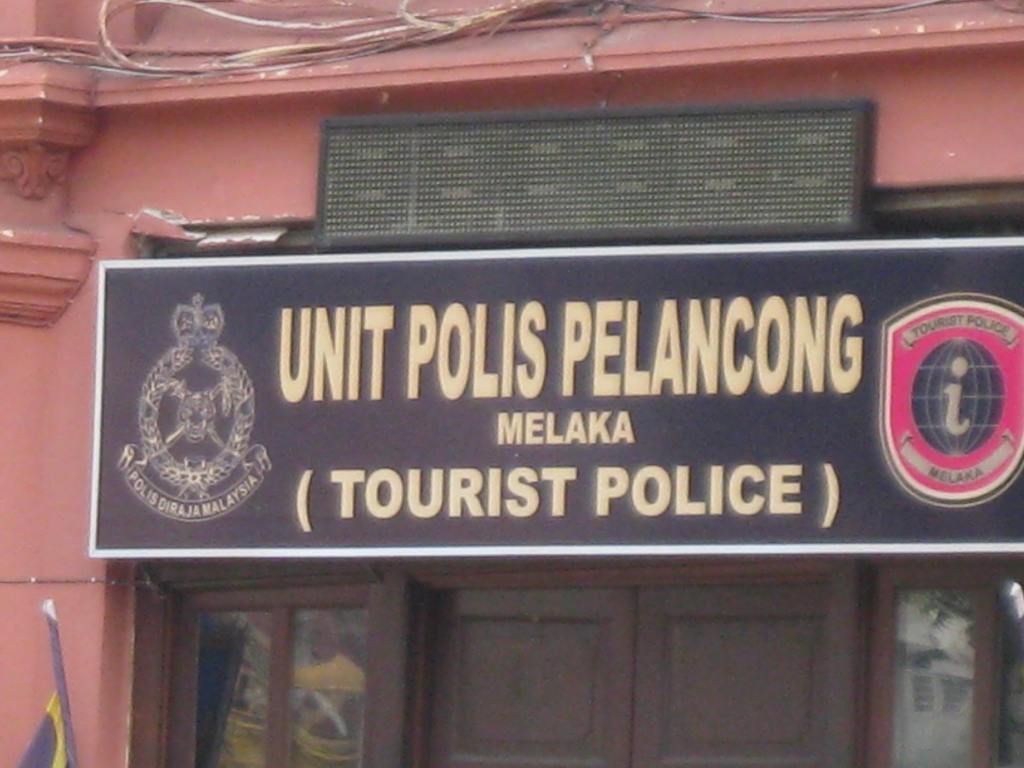 UNIT POLIS PELANCONG
MELAKA
( TOURIST POLICE )
POLIS DIRAJA MALAYSIA
TOURIST POLICE
i
MELAKA